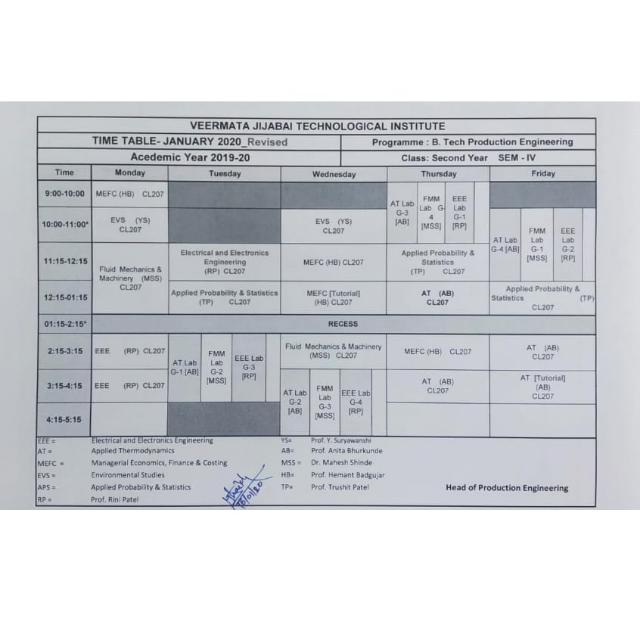 VEERMATA JIJABAI TECHNOLOGICAL INSTITUTE
TIME TABLE- JANUARY 2020_Revised Programme : B. Tech Production Engineering
Acedemic Year 2019-20 Class: Second Year SEM - IV
Time Monday Tuesday Wednesday Thursday Friday
9:00-10:00 MEFC (HB) CL207
AT Lab G-3 [AB]
FMM Lab G-4 [MSS]
EEE Lab G-1 [RP]
10:00-11:00* EVS (YS) CL207
EVS (YS) CL207
AT Lab G-4 [AB]
FMM Lab G-1 [MSS]
EEE Lab G-2 [RP]
11:15-12:15 Fluid Mechanics & Machinery (MSS) CL207
Electrical and Electronics Engineering (RP) CL207
MEFC (HB) CL207
Applied Probability & Statistics (TP) CL207
12:15-01:15 Applied Probability & Statistics (TP) CL207
MEFC [Tutorial] (HB) CL207
AT (AB) CL207
Applied Probability & Statistics (TP) CL207
01:15-2:15* RECESS
2:15-3:15 EEE (RP) CL207
AT Lab G-1 [AB]
FMM Lab G-2 [MSS]
EEE Lab G-3 [RP]
Fluid Mechanics & Machinery (MSS) CL207
MEFC (HB) CL207
AT (AB) CL207
3:15-4:15 EEE (RP) CL207
AT Lab G-2 [AB]
FMM Lab G-3 [MSS]
EEE Lab G-4 [RP]
AT (AB) CL207
AT [Tutorial] (AB) CL207
4:15-5:15
EEE = Electrical and Electronics Engineering YS= Prof. Y. Suryawanshi
AT = Applied Thermodynamics AB= Prof. Anita Bhurkunde
MEFC = Managerial Economics, Finance & Costing MSS = Dr. Mahesh Shinde
EVS = Environmental Studies HB= Prof. Hemant Badgujar
APS = Applied Probability & Statistics TP= Prof. Trushit Patel Head of Production Engineering
RP = Prof. Rini Patel